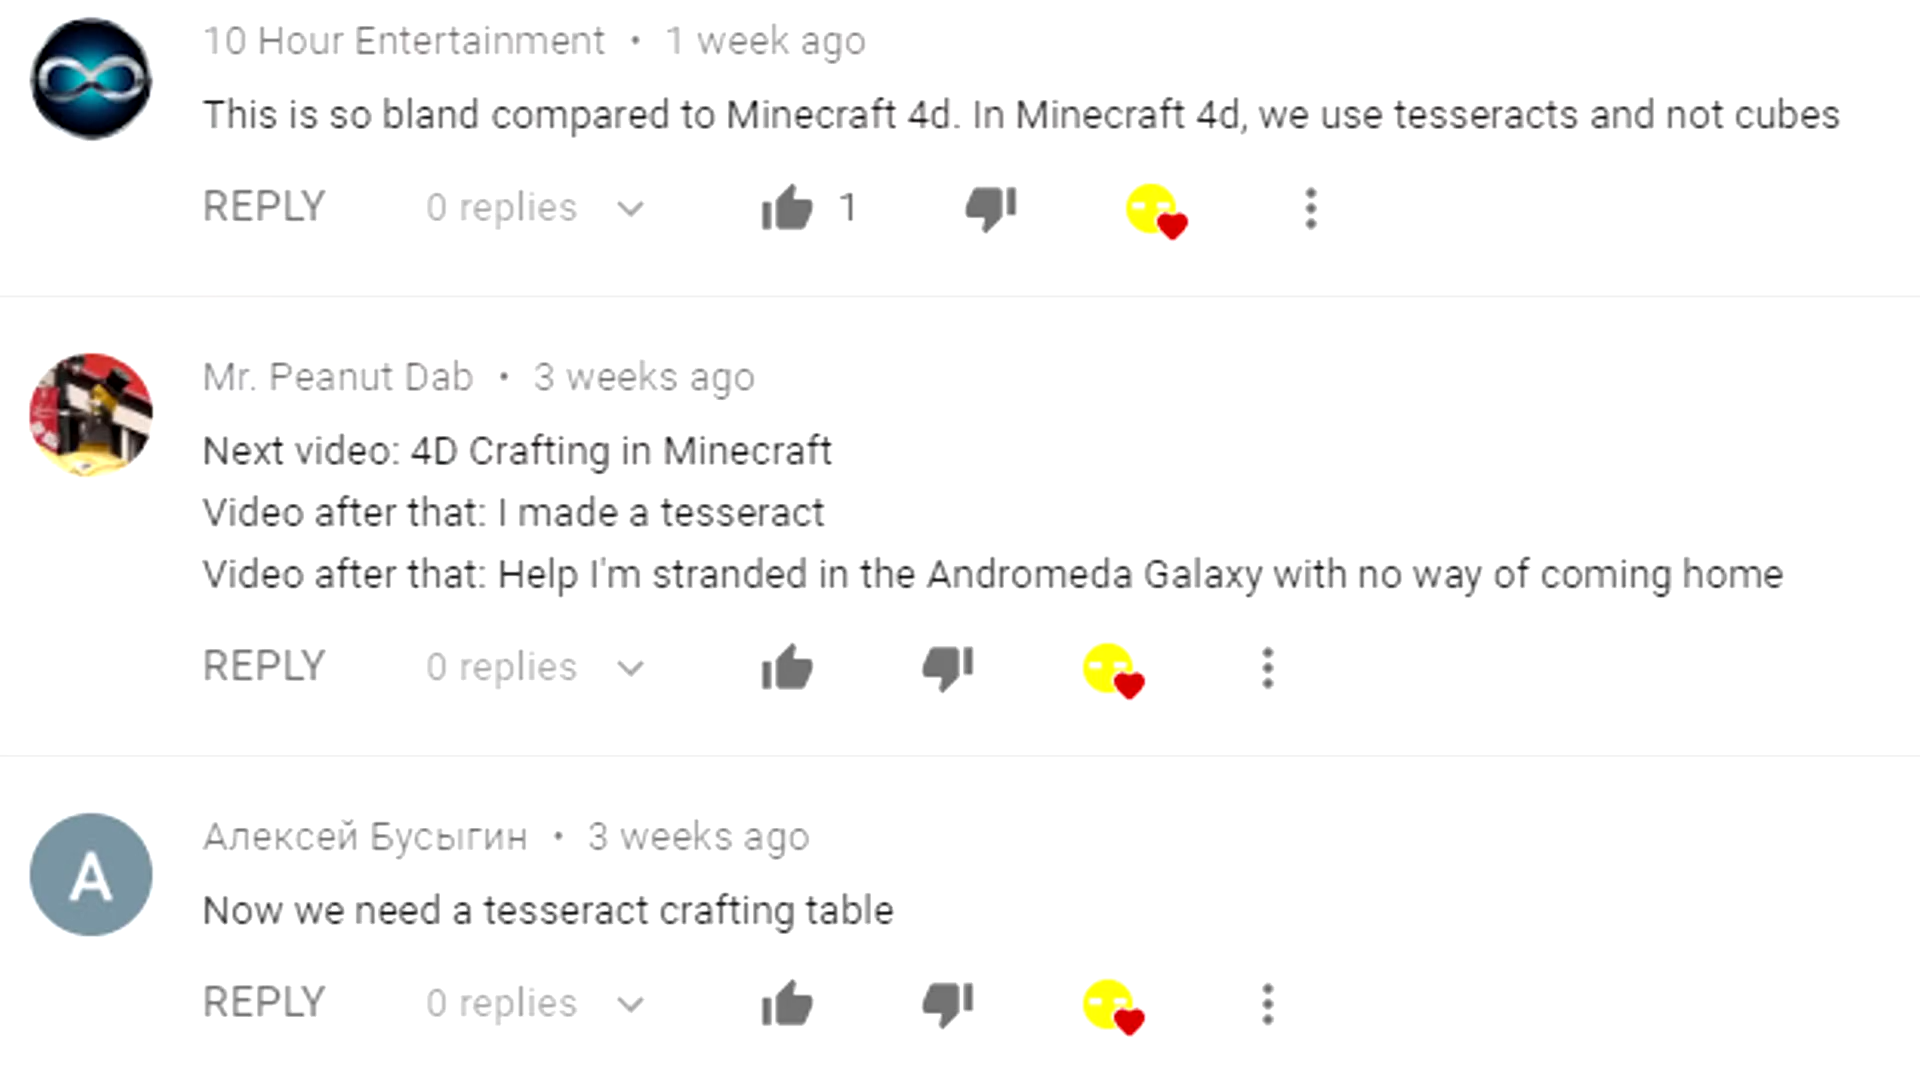 10 Hour Entertainment • 1 week ago
This is so bland compared to Minecraft 4d. In Minecraft 4d, we use tesseracts and not cubes
REPLY 0 replies 1
Mr. Peanut Dab • 3 weeks ago
Next video: 4D Crafting in Minecraft
Video after that: I made a tesseract
Video after that: Help I'm stranded in the Andromeda Galaxy with no way of coming home
REPLY 0 replies
Алексей Бусыгин • 3 weeks ago
A
Now we need a tesseract crafting table
REPLY 0 replies